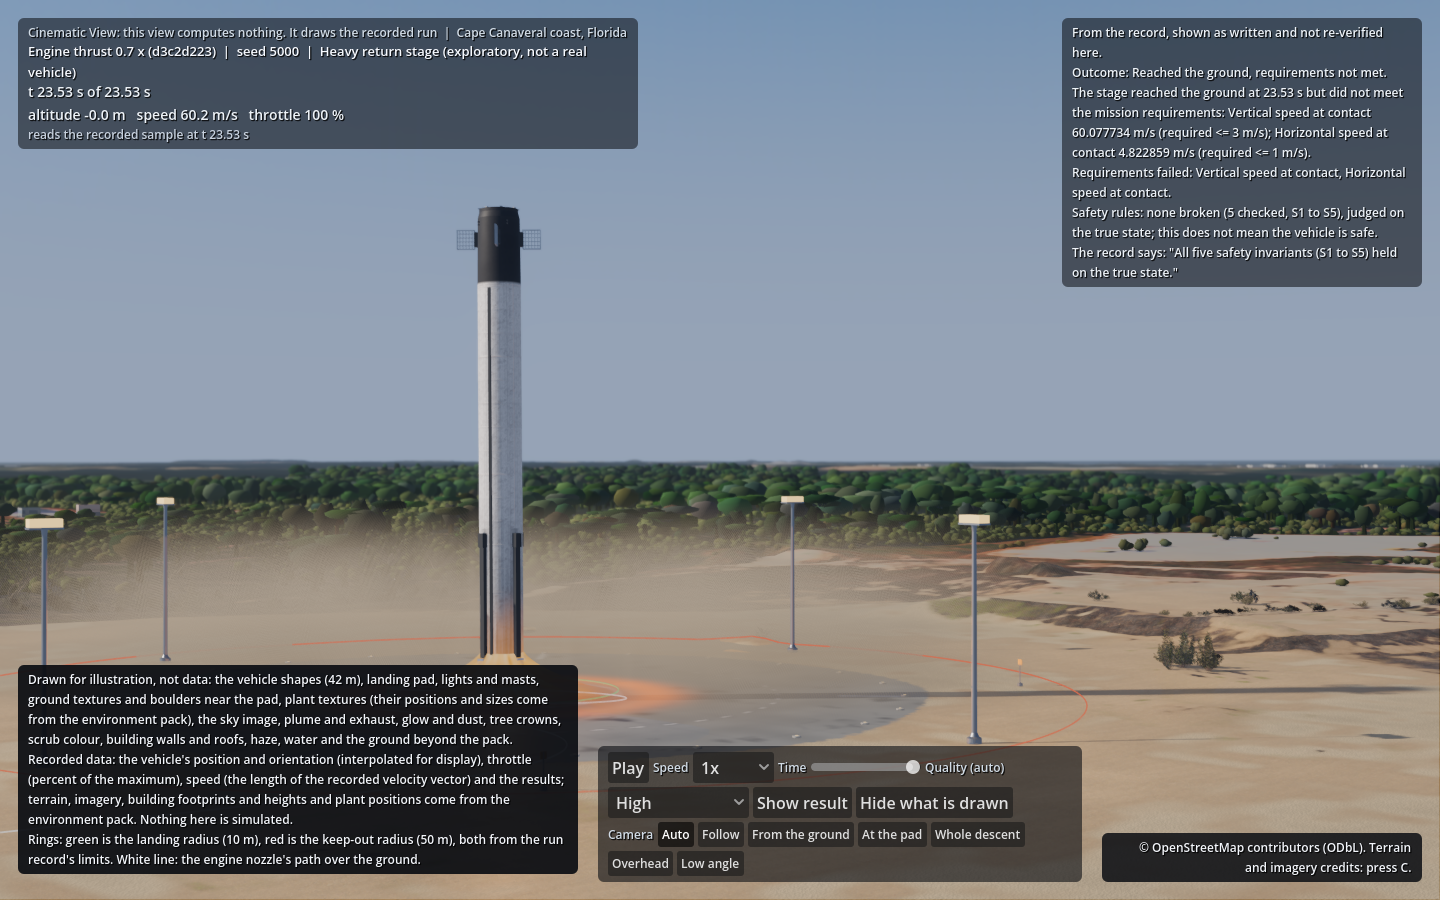 Cinematic View: this view computes nothing. It draws the recorded run | Cape Canaveral coast, Florida
Engine thrust 0.7 x (d3c2d223) | seed 5000 | Heavy return stage (exploratory, not a real
vehicle)
t 23.53 s of 23.53 s
altitude -0.0 m speed 60.2 m/s throttle 100 %
reads the recorded sample at t 23.53 s
From the record, shown as written and not re-verified
here.
Outcome: Reached the ground, requirements not met.
The stage reached the ground at 23.53 s but did not meet
the mission requirements: Vertical speed at contact
60.077734 m/s (required <= 3 m/s); Horizontal speed at
contact 4.822859 m/s (required <= 1 m/s).
Requirements failed: Vertical speed at contact, Horizontal
speed at contact.
Safety rules: none broken (5 checked, S1 to S5), judged on
the true state; this does not mean the vehicle is safe.
The record says: "All five safety invariants (S1 to S5) held
on the true state."
Drawn for illustration, not data: the vehicle shapes (42 m), landing pad, lights and masts,
ground textures and boulders near the pad, plant textures (their positions and sizes come
from the environment pack), the sky image, plume and exhaust, glow and dust, tree crowns,
scrub colour, building walls and roofs, haze, water and the ground beyond the pack.
Recorded data: the vehicle's position and orientation (interpolated for display), throttle
(percent of the maximum), speed (the length of the recorded velocity vector) and the results;
terrain, imagery, building footprints and heights and plant positions come from the
environment pack. Nothing here is simulated.
Rings: green is the landing radius (10 m), red is the keep-out radius (50 m), both from the run
record's limits. White line: the engine nozzle's path over the ground.
Play Speed 1x Time Quality (auto)
High Show result Hide what is drawn
Camera Auto Follow From the ground At the pad Whole descent
Overhead Low angle
© OpenStreetMap contributors (ODbL). Terrain
and imagery credits: press C.